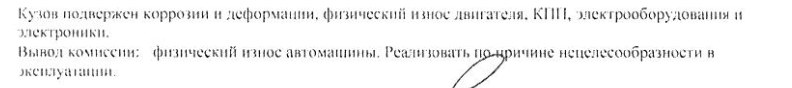 Кузов подвержен коррозии и деформации, физический износ двигателя, КПП, электрооборудования и
электроники.
Вывод комиссии: физический износ автомашины. Реализовать по причине нецелесообразности в
эксплуатации.